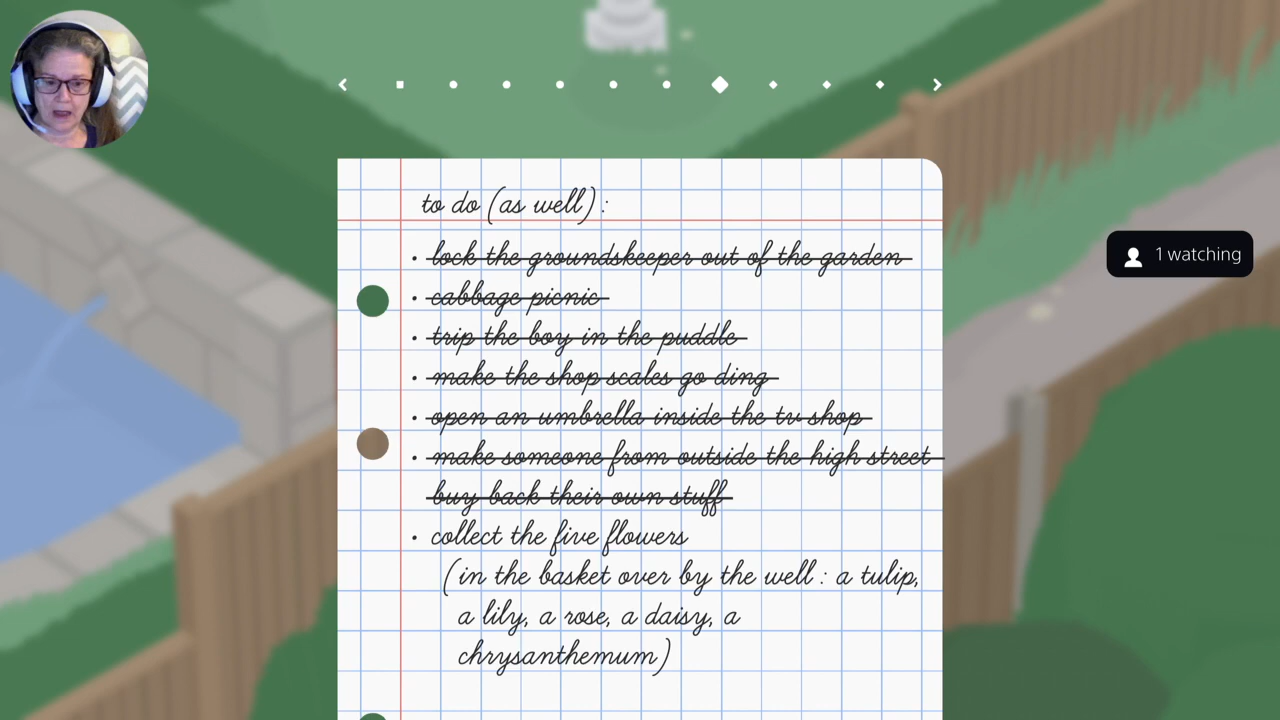 to do (as well) :
• lock the groundskeeper out of the garden
• cabbage picnic
• trip the boy in the puddle
• make the shop scales go ding
• open an umbrella inside the tv shop
• make someone from outside the high street
buy back their own stuff
• collect the five flowers
(in the basket over by the well : a tulip,
a lily, a rose, a daisy, a
chrysanthemum)
1 watching